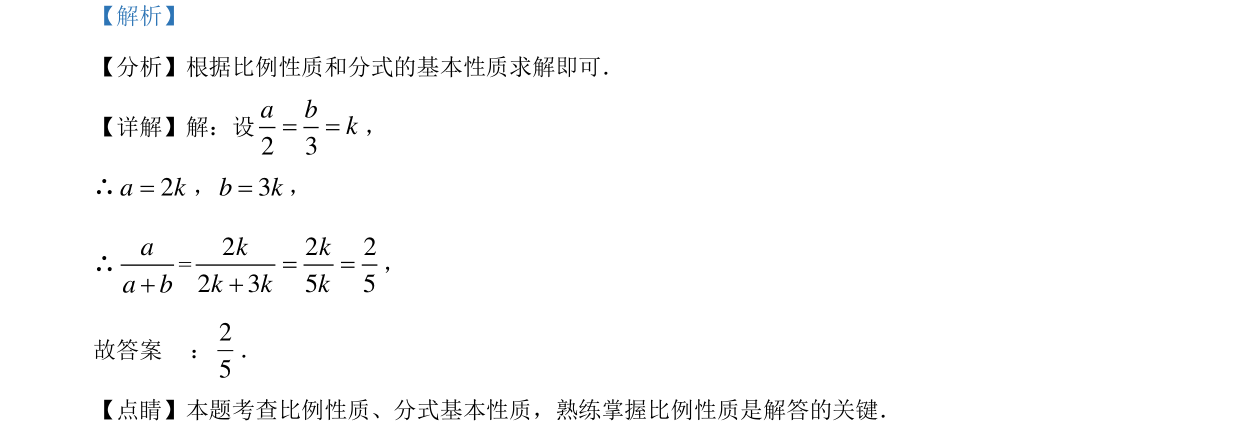 【解析】
【分析】根据比例性质和分式的基本性质求解即可．
【详解】解：设 a/2 = b/3 = k，
∴ a = 2k，b = 3k，
∴ a/(a+b) = 2k/(2k+3k) = 2k/5k = 2/5，
故答案 ：2/5．
【点睛】本题考查比例性质、分式基本性质，熟练掌握比例性质是解答的关键．